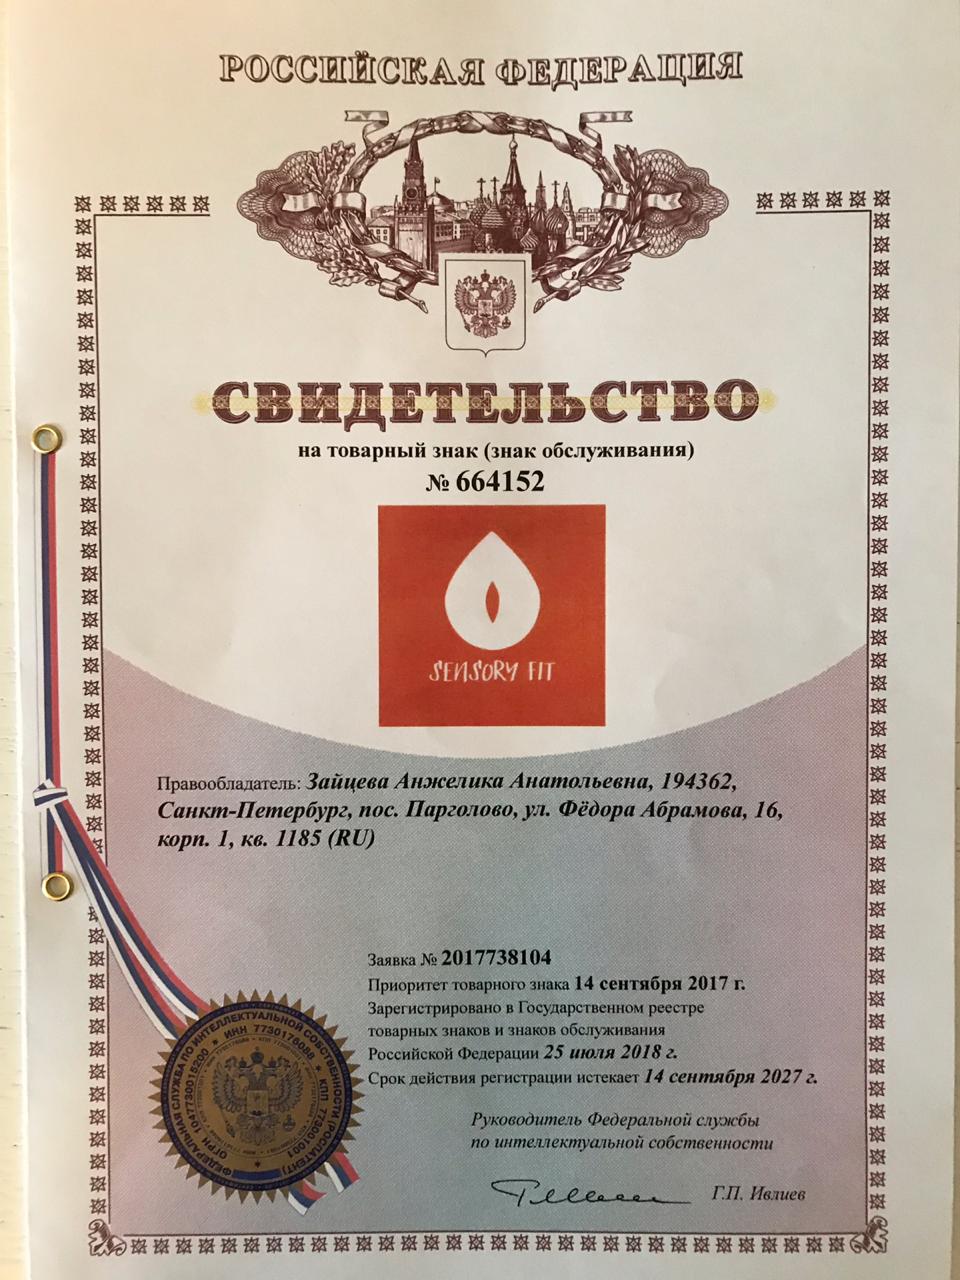 РОССИЙСКАЯ ФЕДЕРАЦИЯ
СВИДЕТЕЛЬСТВО
на товарный знак (знак обслуживания)
№ 664152
SENSORY FIT
Правообладатель: Зайцева Анжелика Анатольевна, 194362,
Санкт-Петербург, пос. Парголово, ул. Фёдора Абрамова, 16,
корп. 1, кв. 1185 (RU)
Заявка № 2017738104
Приоритет товарного знака 14 сентября 2017 г.
Зарегистрировано в Государственном реестре
товарных знаков и знаков обслуживания
Российской Федерации 25 июля 2018 г.
Срок действия регистрации истекает 14 сентября 2027 г.
Руководитель Федеральной службы
по интеллектуальной собственности
Г.П. Ивлиев
ФЕДЕРАЛЬНАЯ СЛУЖБА ПО ИНТЕЛЛЕКТУАЛЬНОЙ СОБСТВЕННОСТИ (РОСПАТЕНТ)
ОГРН 1047730015200 * ИНН 7730176088 * КПП 773001001